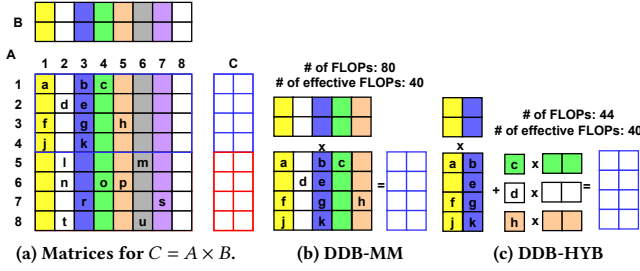 B
A
1 2 3 4 5 6 7 8
C
1 a b c
2 d e
3 f g h
4 j k
5 l m
6 n o p
7 r s
8 t u
(a) Matrices for C = A × B.
# of FLOPs: 80
# of effective FLOPs: 40
x
a b c
d e
f g h
j k
=
(b) DDB-MM
# of FLOPs: 44
# of effective FLOPs: 40
x
a b
e
f g
j k
+
c x
d x
h x
=
(c) DDB-HYB